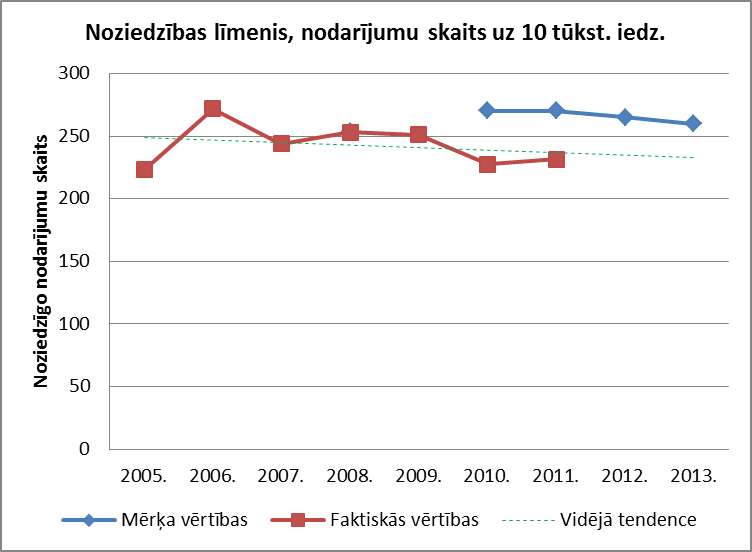 Noziedzības līmenis, nodarījumu skaits uz 10 tūkst. iedz.
Noziedzīgo nodarījumu skaits
300
250
200
150
100
50
0
2005. 2006. 2007. 2008. 2009. 2010. 2011. 2012. 2013.
Mērķa vērtības Faktiskās vērtības Vidējā tendence